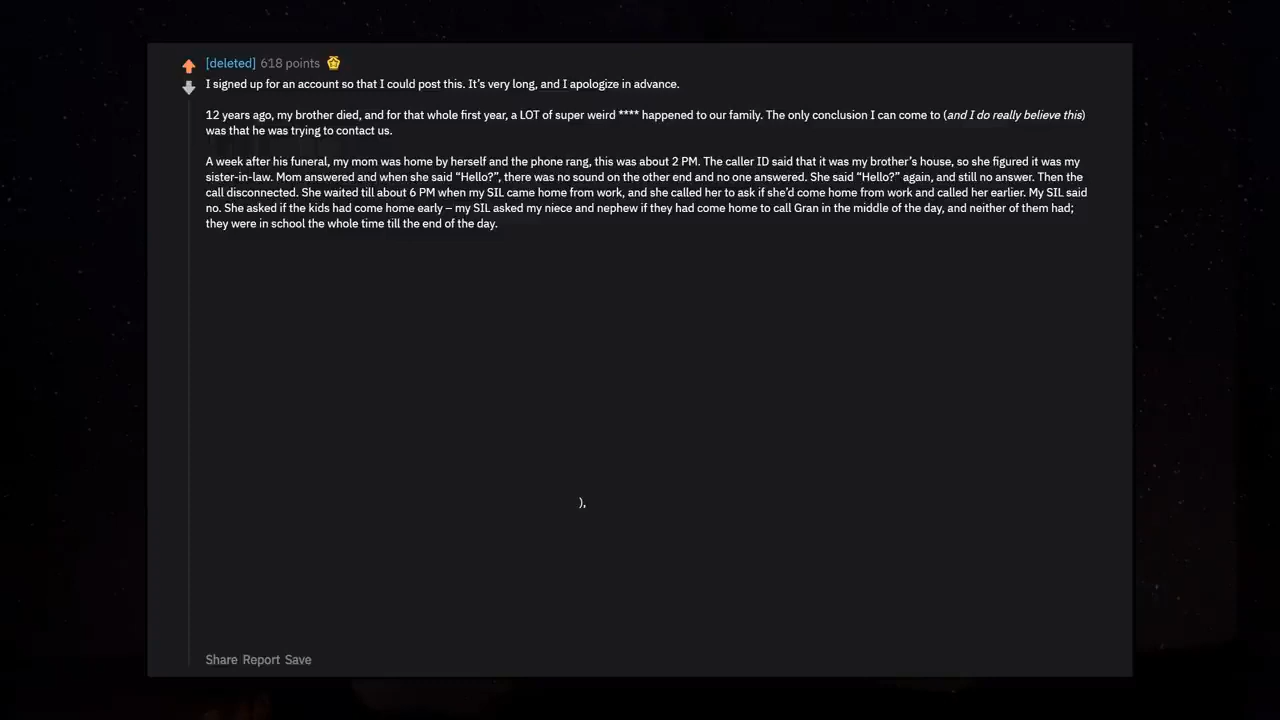 [deleted] 618 points
I signed up for an account so that I could post this. It's very long, and I apologize in advance.
12 years ago, my brother died, and for that whole first year, a LOT of super weird **** happened to our family. The only conclusion I can come to (and I do really believe this)
was that he was trying to contact us.
A week after his funeral, my mom was home by herself and the phone rang, this was about 2 PM. The caller ID said that it was my brother's house, so she figured it was my
sister-in-law. Mom answered and when she said “Hello?”, there was no sound on the other end and no one answered. She said “Hello?” again, and still no answer. Then the
call disconnected. She waited till about 6 PM when my SIL came home from work, and she called her to ask if she'd come home from work and called her earlier. My SIL said
no. She asked if the kids had come home early – my SIL asked my niece and nephew if they had come home to call Gran in the middle of the day, and neither of them had;
they were in school the whole time till the end of the day.
),
Share Report Save